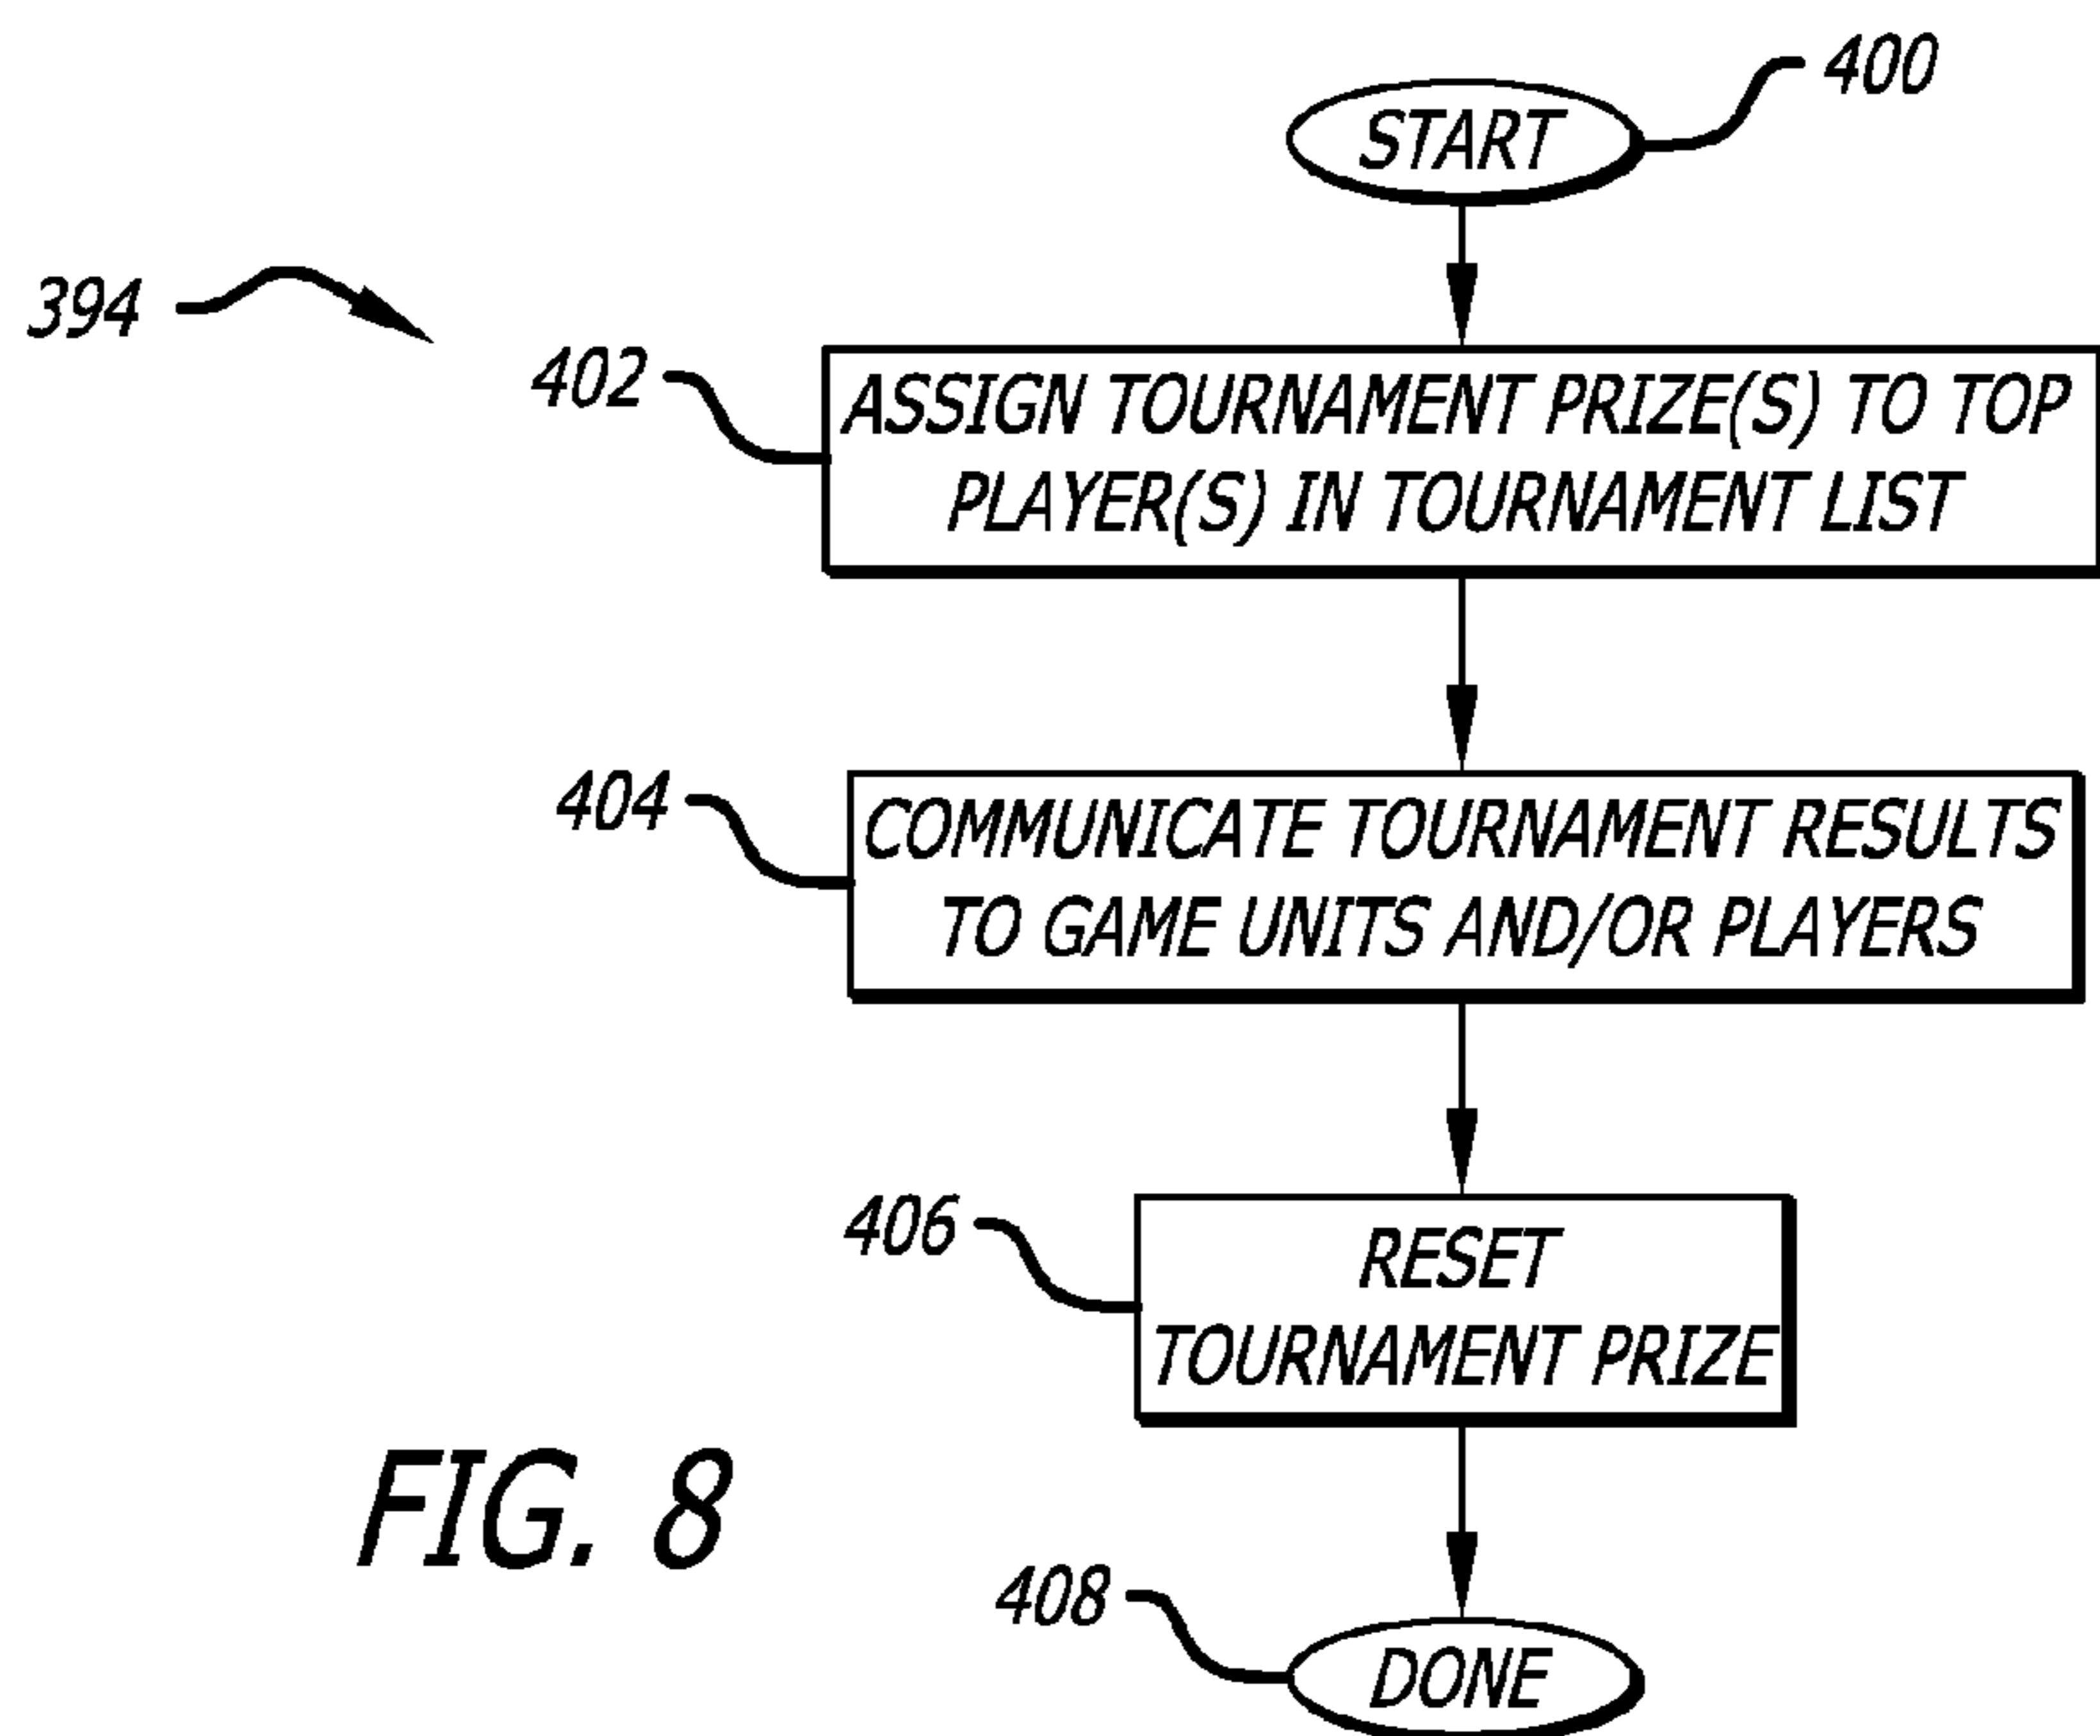 400
START
394
402
ASSIGN TOURNAMENT PRIZE(S) TO TOP
PLAYER(S) IN TOURNAMENT LIST
404
COMMUNICATE TOURNAMENT RESULTS
TO GAME UNITS AND/OR PLAYERS
406
RESET
TOURNAMENT PRIZE
FIG. 8
408
DONE